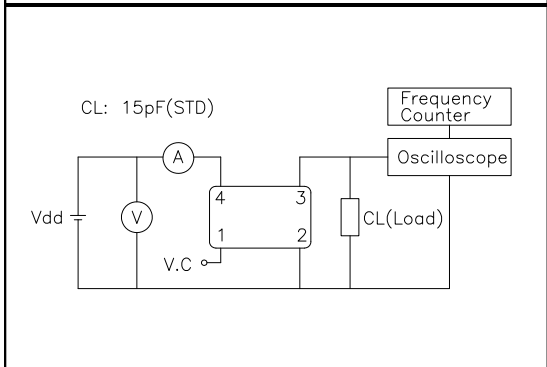 CL: 15pF(STD)
Frequency
Counter
Oscilloscope
A
4
3
Vdd
V
CL(Load)
1
2
V.C